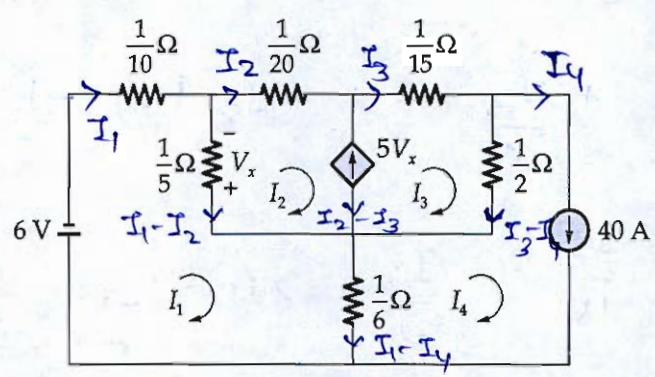 1/10 Ω 1/20 Ω 1/15 Ω
I2 I3 I4
I1
1/5 Ω − Vx + 5Vx 1/2 Ω
I2 I3
I1-I2 I2-I3 I3-I4
6 V 40 A
I1 1/6 Ω I4
I1-I4